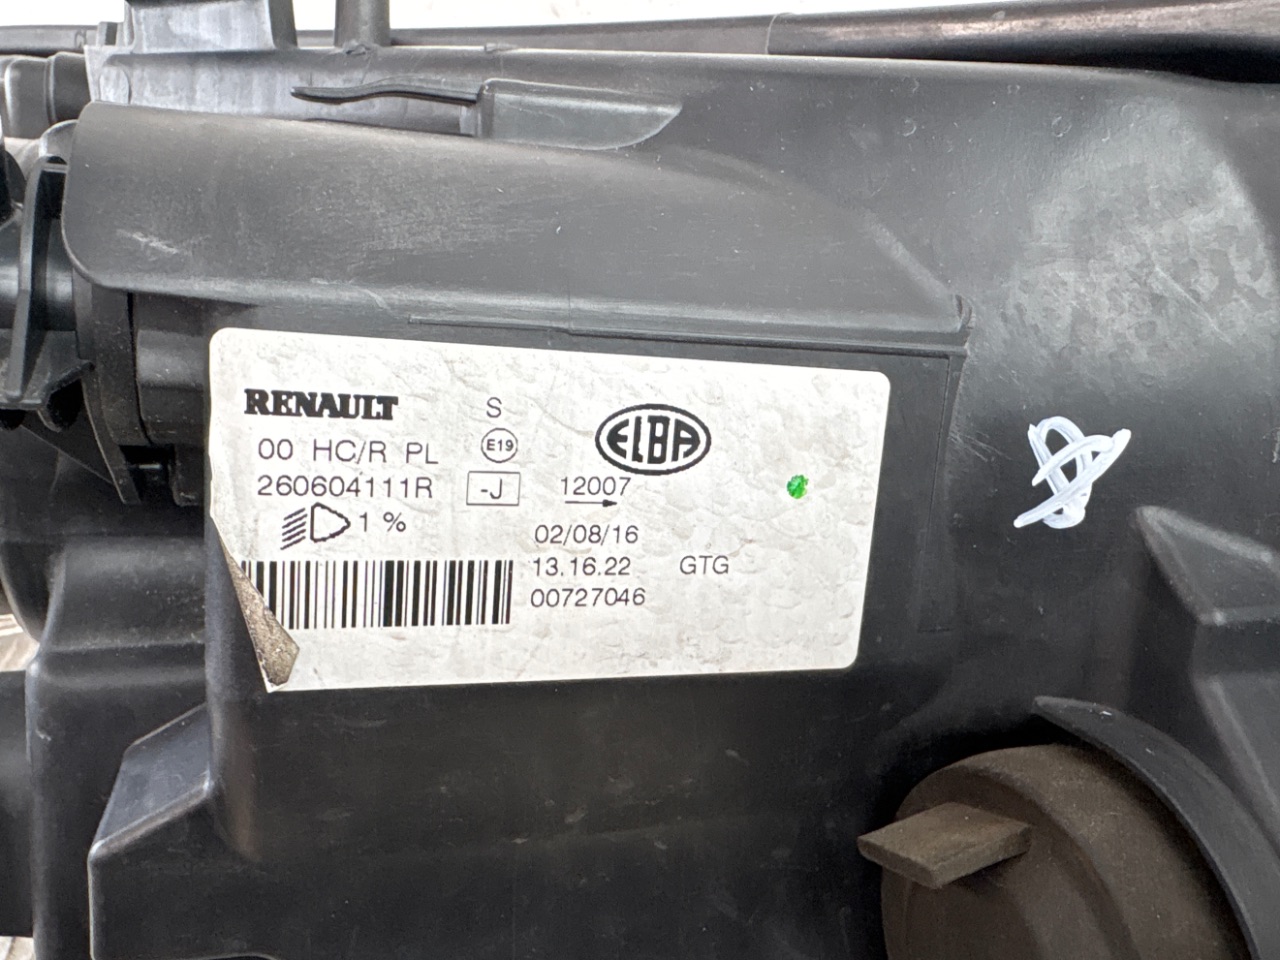 RENAULT S ELBA
00 HC/R PL E19
260604111R -J 12007
1 % 02/08/16
13.16.22 GTG
00727046